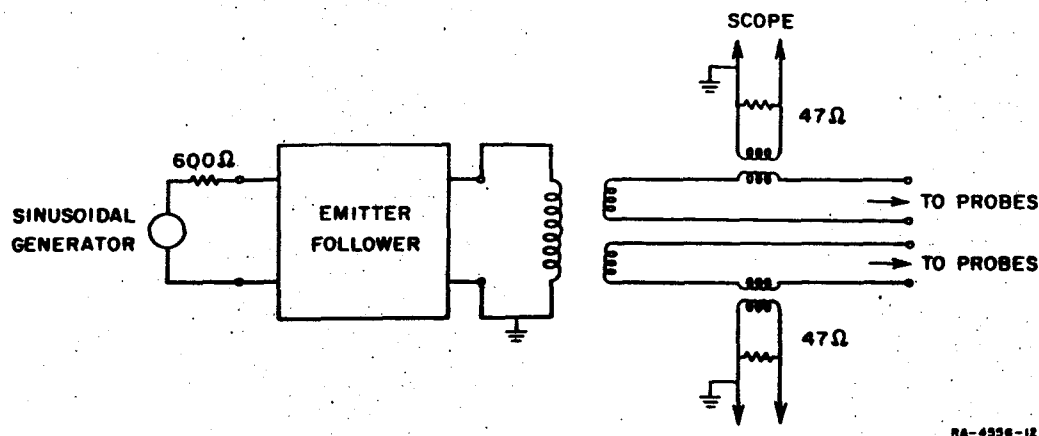 SCOPE
47Ω
600Ω
SINUSOIDAL
GENERATOR
EMITTER
FOLLOWER
TO PROBES
TO PROBES
47Ω
RA-4556-12